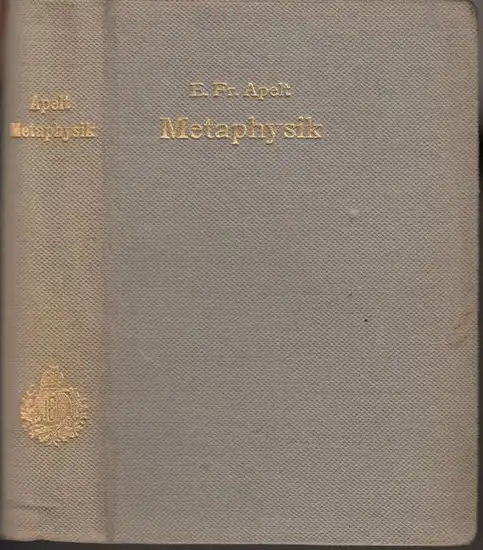 Apelt
Metaphysik
E. Fr. Apelt
Metaphysik